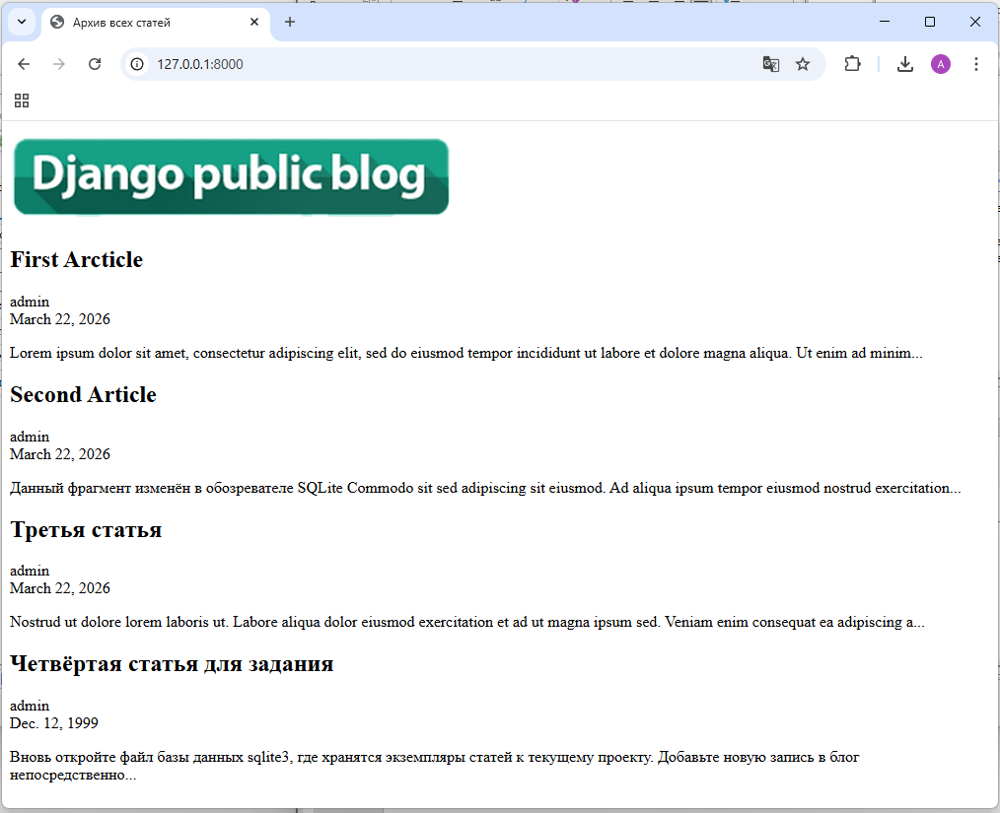 Архив всех статей
127.0.0.1:8000
A
Django public blog
First Arcticle
admin
March 22, 2026
Lorem ipsum dolor sit amet, consectetur adipiscing elit, sed do eiusmod tempor incididunt ut labore et dolore magna aliqua. Ut enim ad minim...
Second Article
admin
March 22, 2026
Данный фрагмент изменён в обозревателе SQLite Commodo sit sed adipiscing sit eiusmod. Ad aliqua ipsum tempor eiusmod nostrud exercitation...
Третья статья
admin
March 22, 2026
Nostrud ut dolore lorem laboris ut. Labore aliqua dolor eiusmod exercitation et ad ut magna ipsum sed. Veniam enim consequat ea adipiscing a...
Четвёртая статья для задания
admin
Dec. 12, 1999
Вновь откройте файл базы данных sqlite3, где хранятся экземпляры статей к текущему проекту. Добавьте новую запись в блог
непосредственно...